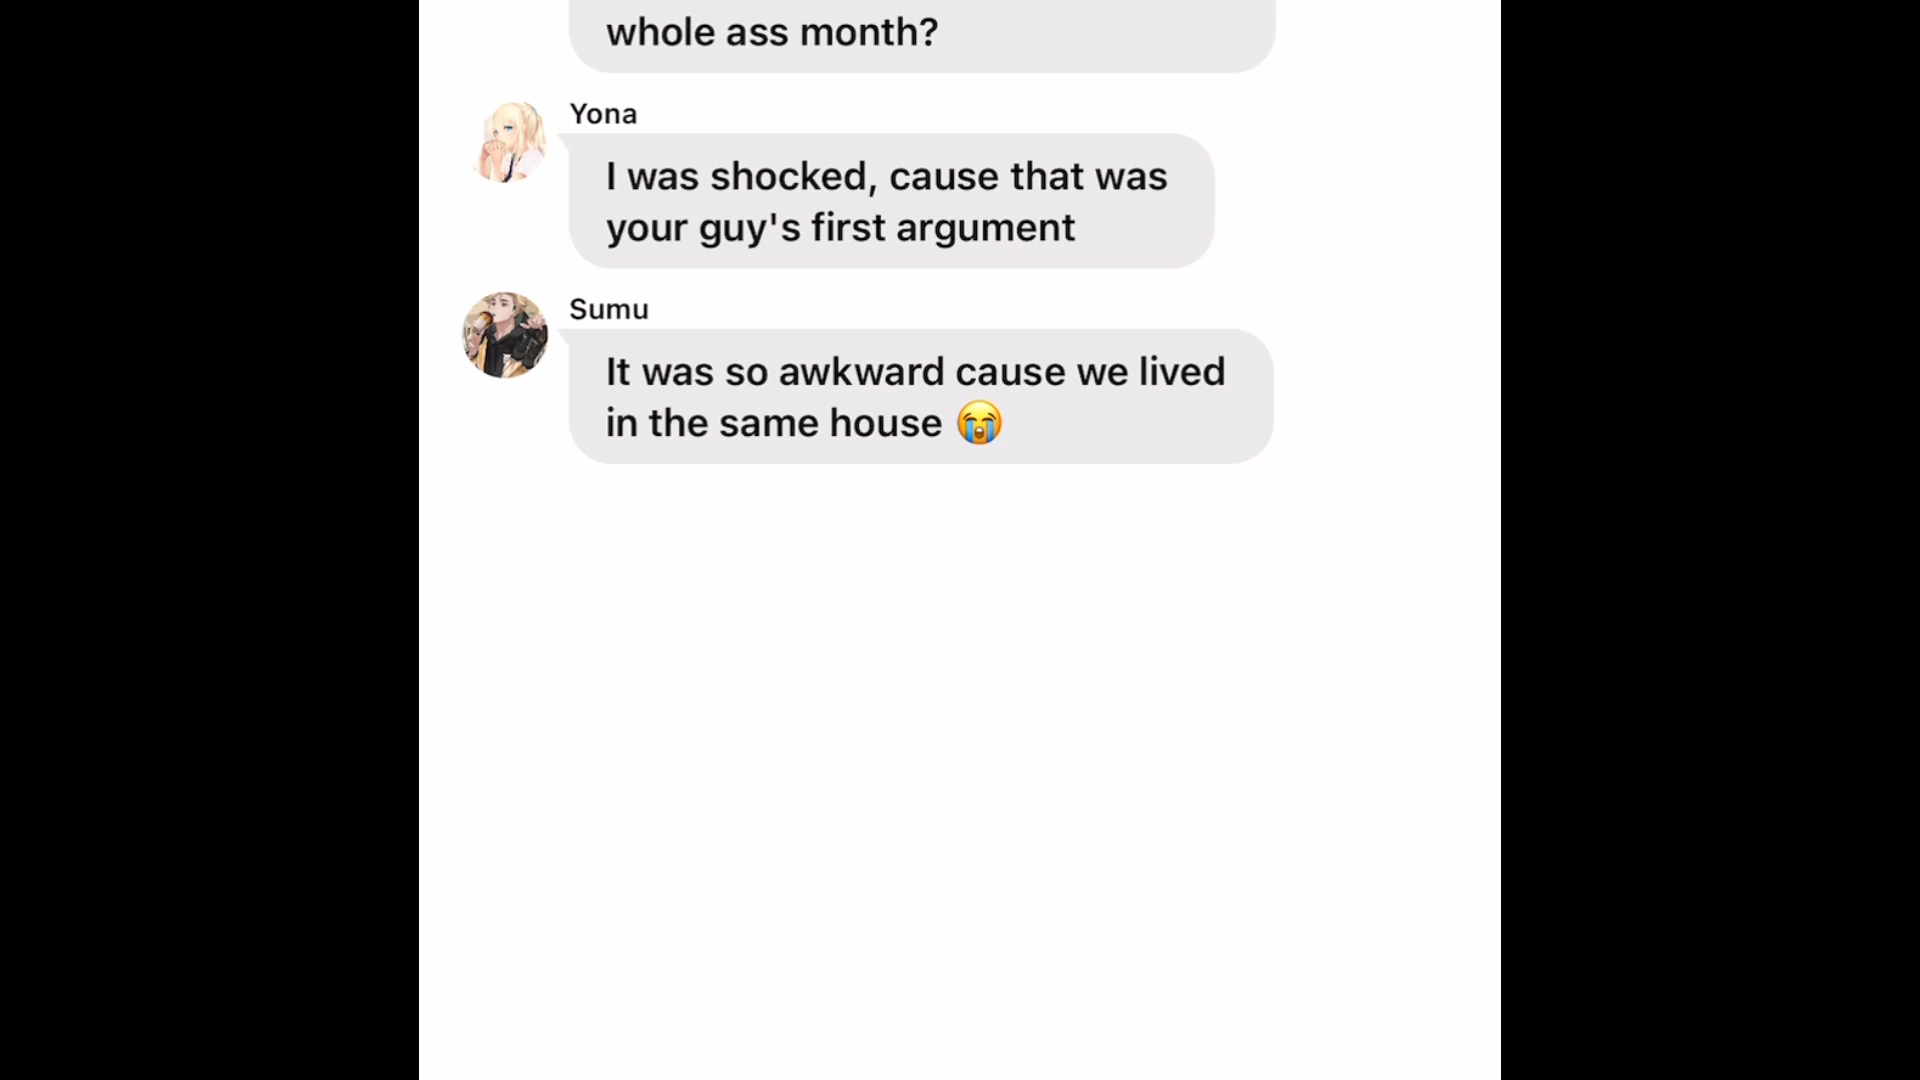 whole ass month?
Yona
I was shocked, cause that was
your guy's first argument
Sumu
It was so awkward cause we lived
in the same house 😭